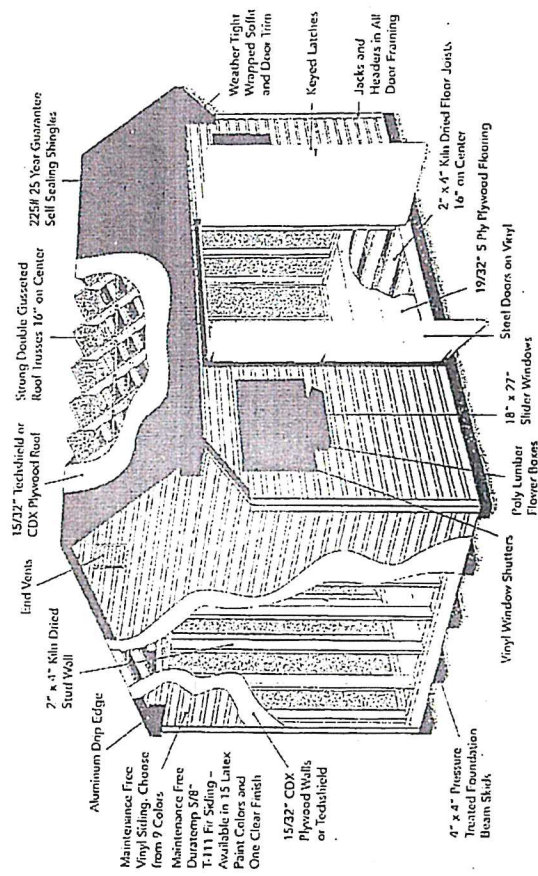 Aluminum Drip Edge
2" x 4" Kiln Dried
Stud Wall
End Vents
15/32" Techshield or
CDX Plywood Roof
Strong Double Gusseted
Roof Trusses 16" on Center
225# 25 Year Guarantee
Self Sealing Shingles
Weather Tight
Wrapped Soffit
and Door Trim
Keyed Latches
Jacks and
Headers in All
Door Framing
2" x 4" Kiln Dried Floor Joists
16" on Center
19/32" 5 Ply Plywood Flooring
Steel Doors on Vinyl
18" x 27"
Slider Windows
Poly Lumber
Flower Boxes
Vinyl Window Shutters
4" x 4" Pressure
Treated Foundation
Beam Skids
15/32" CDX
Plywood Walls
or Techshield
Maintenance Free
Vinyl Siding. Choose
from 9 Colors
Maintenance Free
Duratemp 5/8"
T-111 Fir Siding –
Available in 15 Latex
Paint Colors and
One Clear Finish